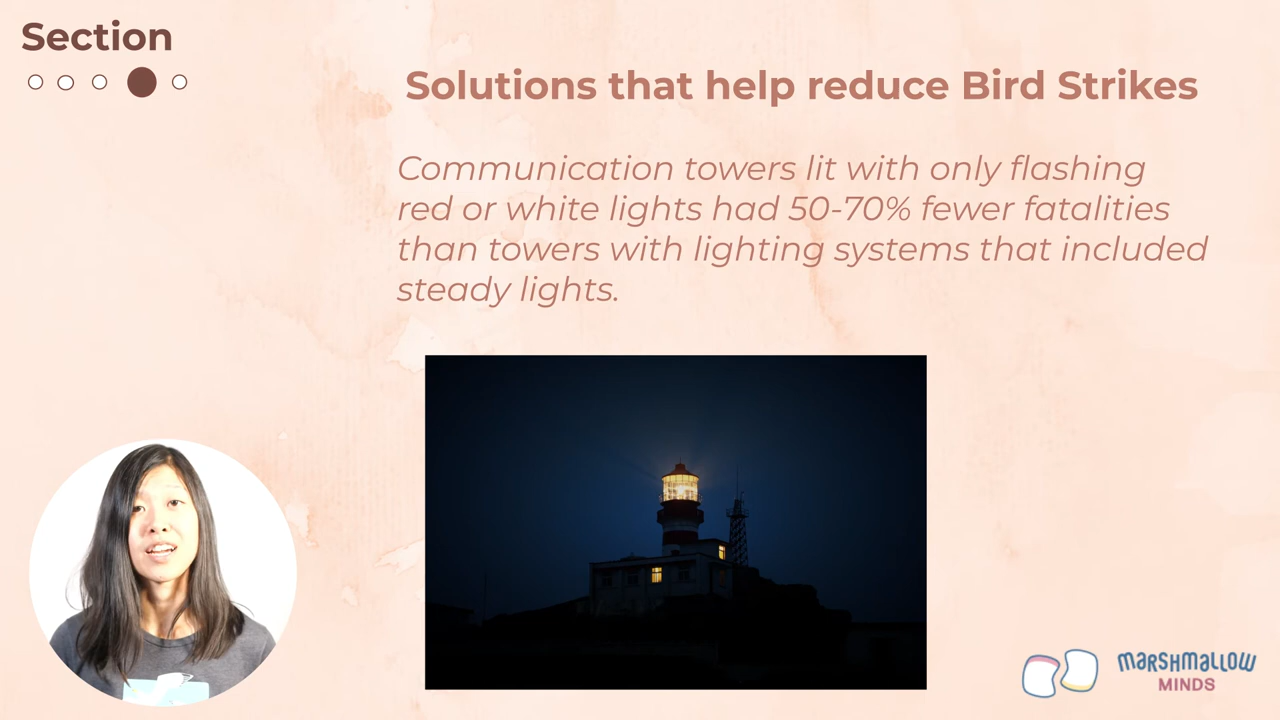 Section
Solutions that help reduce Bird Strikes
Communication towers lit with only flashing
red or white lights had 50-70% fewer fatalities
than towers with lighting systems that included
steady lights.
MARSHMALLOW
MINDS